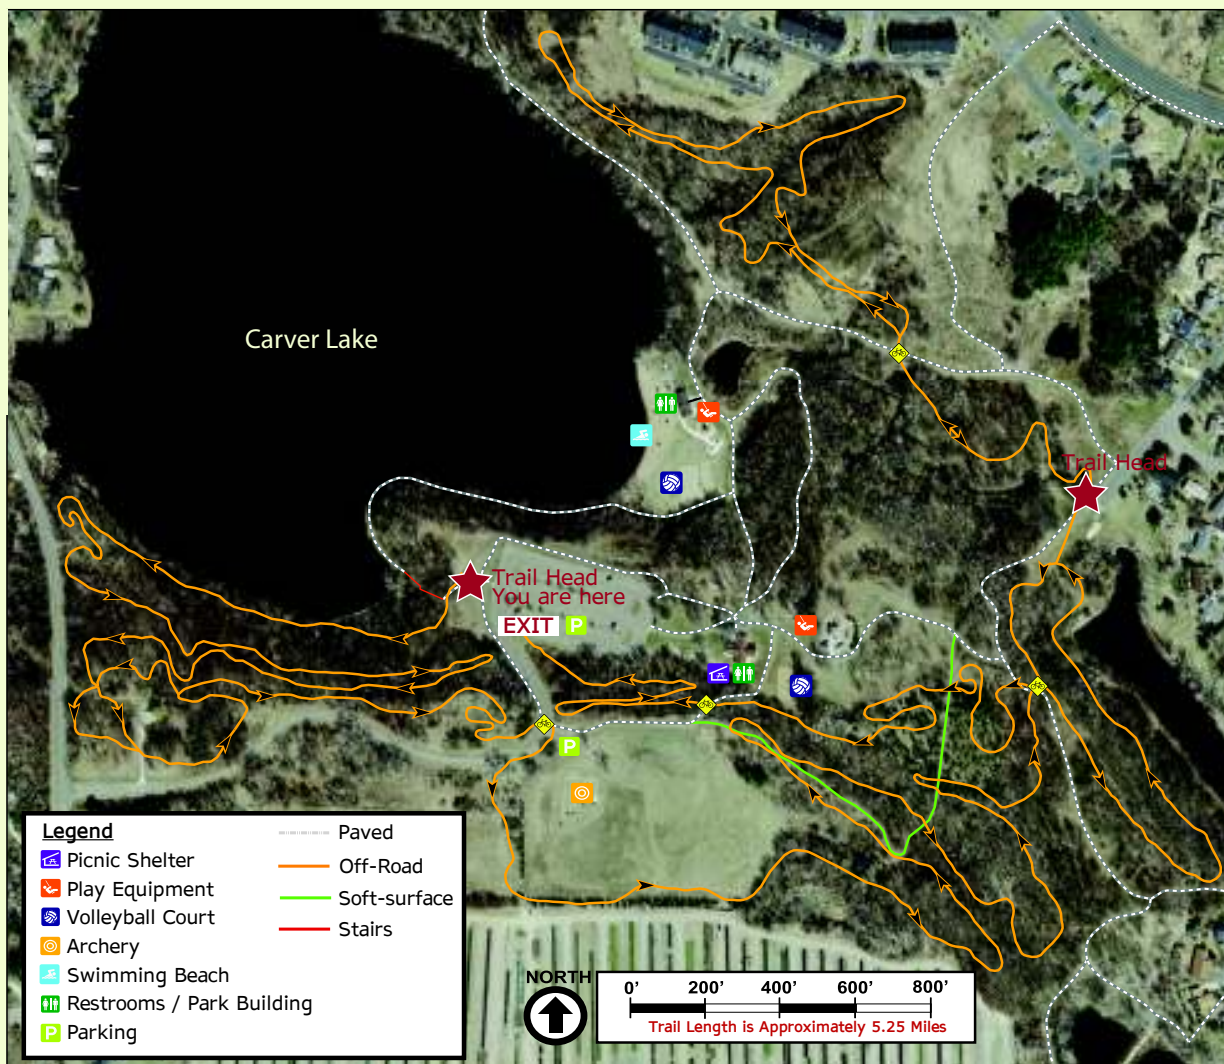 Carver Lake
Trail Head
Trail Head
You are here
EXIT
P
P
Legend
Picnic Shelter
Play Equipment
Volleyball Court
Archery
Swimming Beach
Restrooms / Park Building
P Parking
Paved
Off-Road
Soft-surface
Stairs
NORTH
0' 200' 400' 600' 800'
Trail Length is Approximately 5.25 Miles